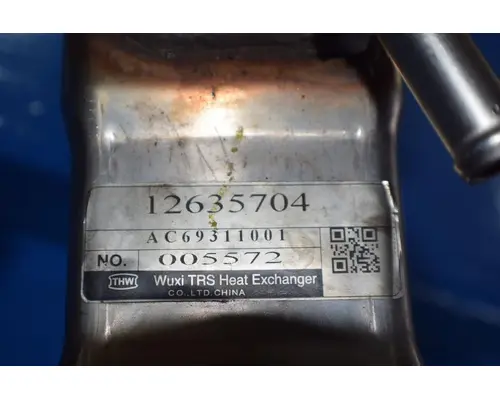 12635704
AC69311001
NO. 005572
THW Wuxi TRS Heat Exchanger
CO.,LTD.CHINA